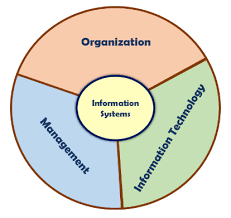 Organization
Information
Systems
Management
Information Technology